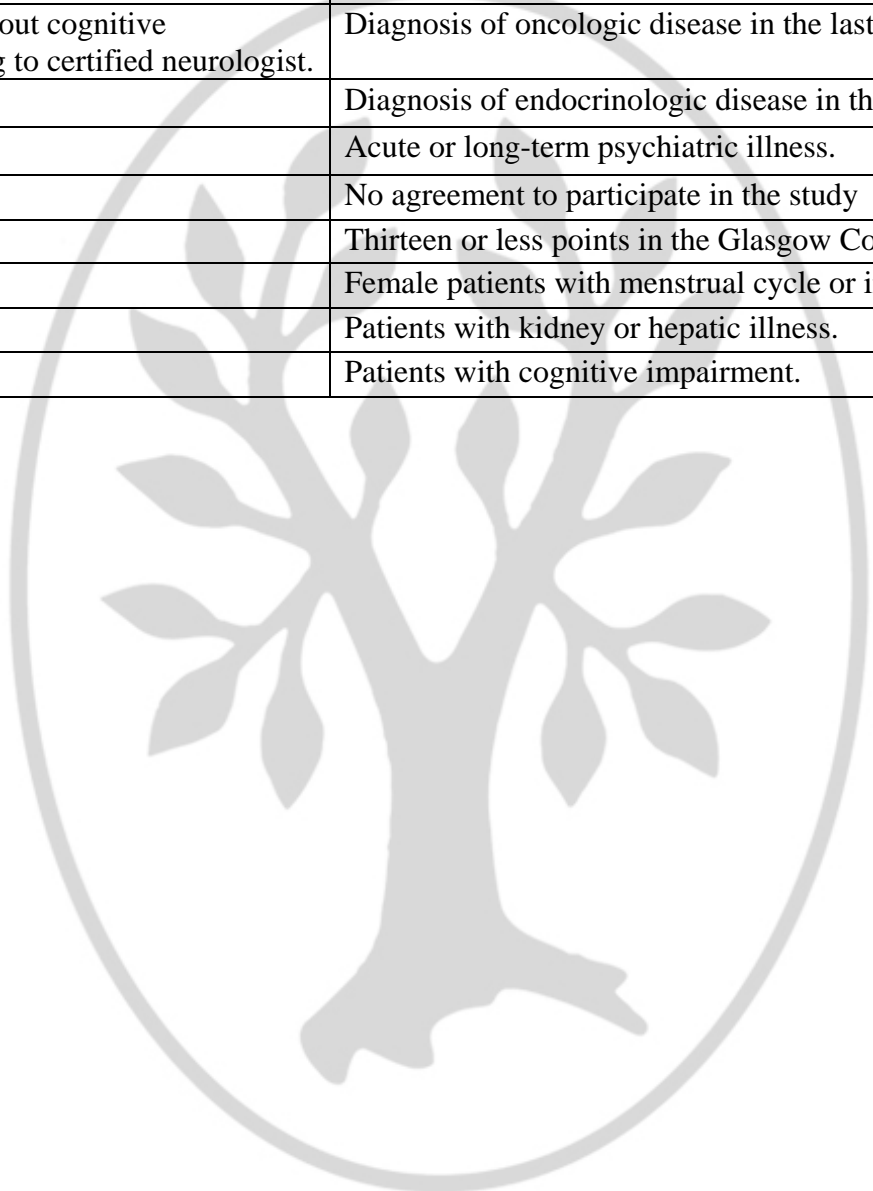 out cognitive
to certified neurologist.
Diagnosis of oncologic disease in the last
Diagnosis of endocrinologic disease in
Acute or long-term psychiatric illness.
No agreement to participate in the study
Thirteen or less points in the Glasgow
Female patients with menstrual cycle or
Patients with kidney or hepatic illness.
Patients with cognitive impairment.